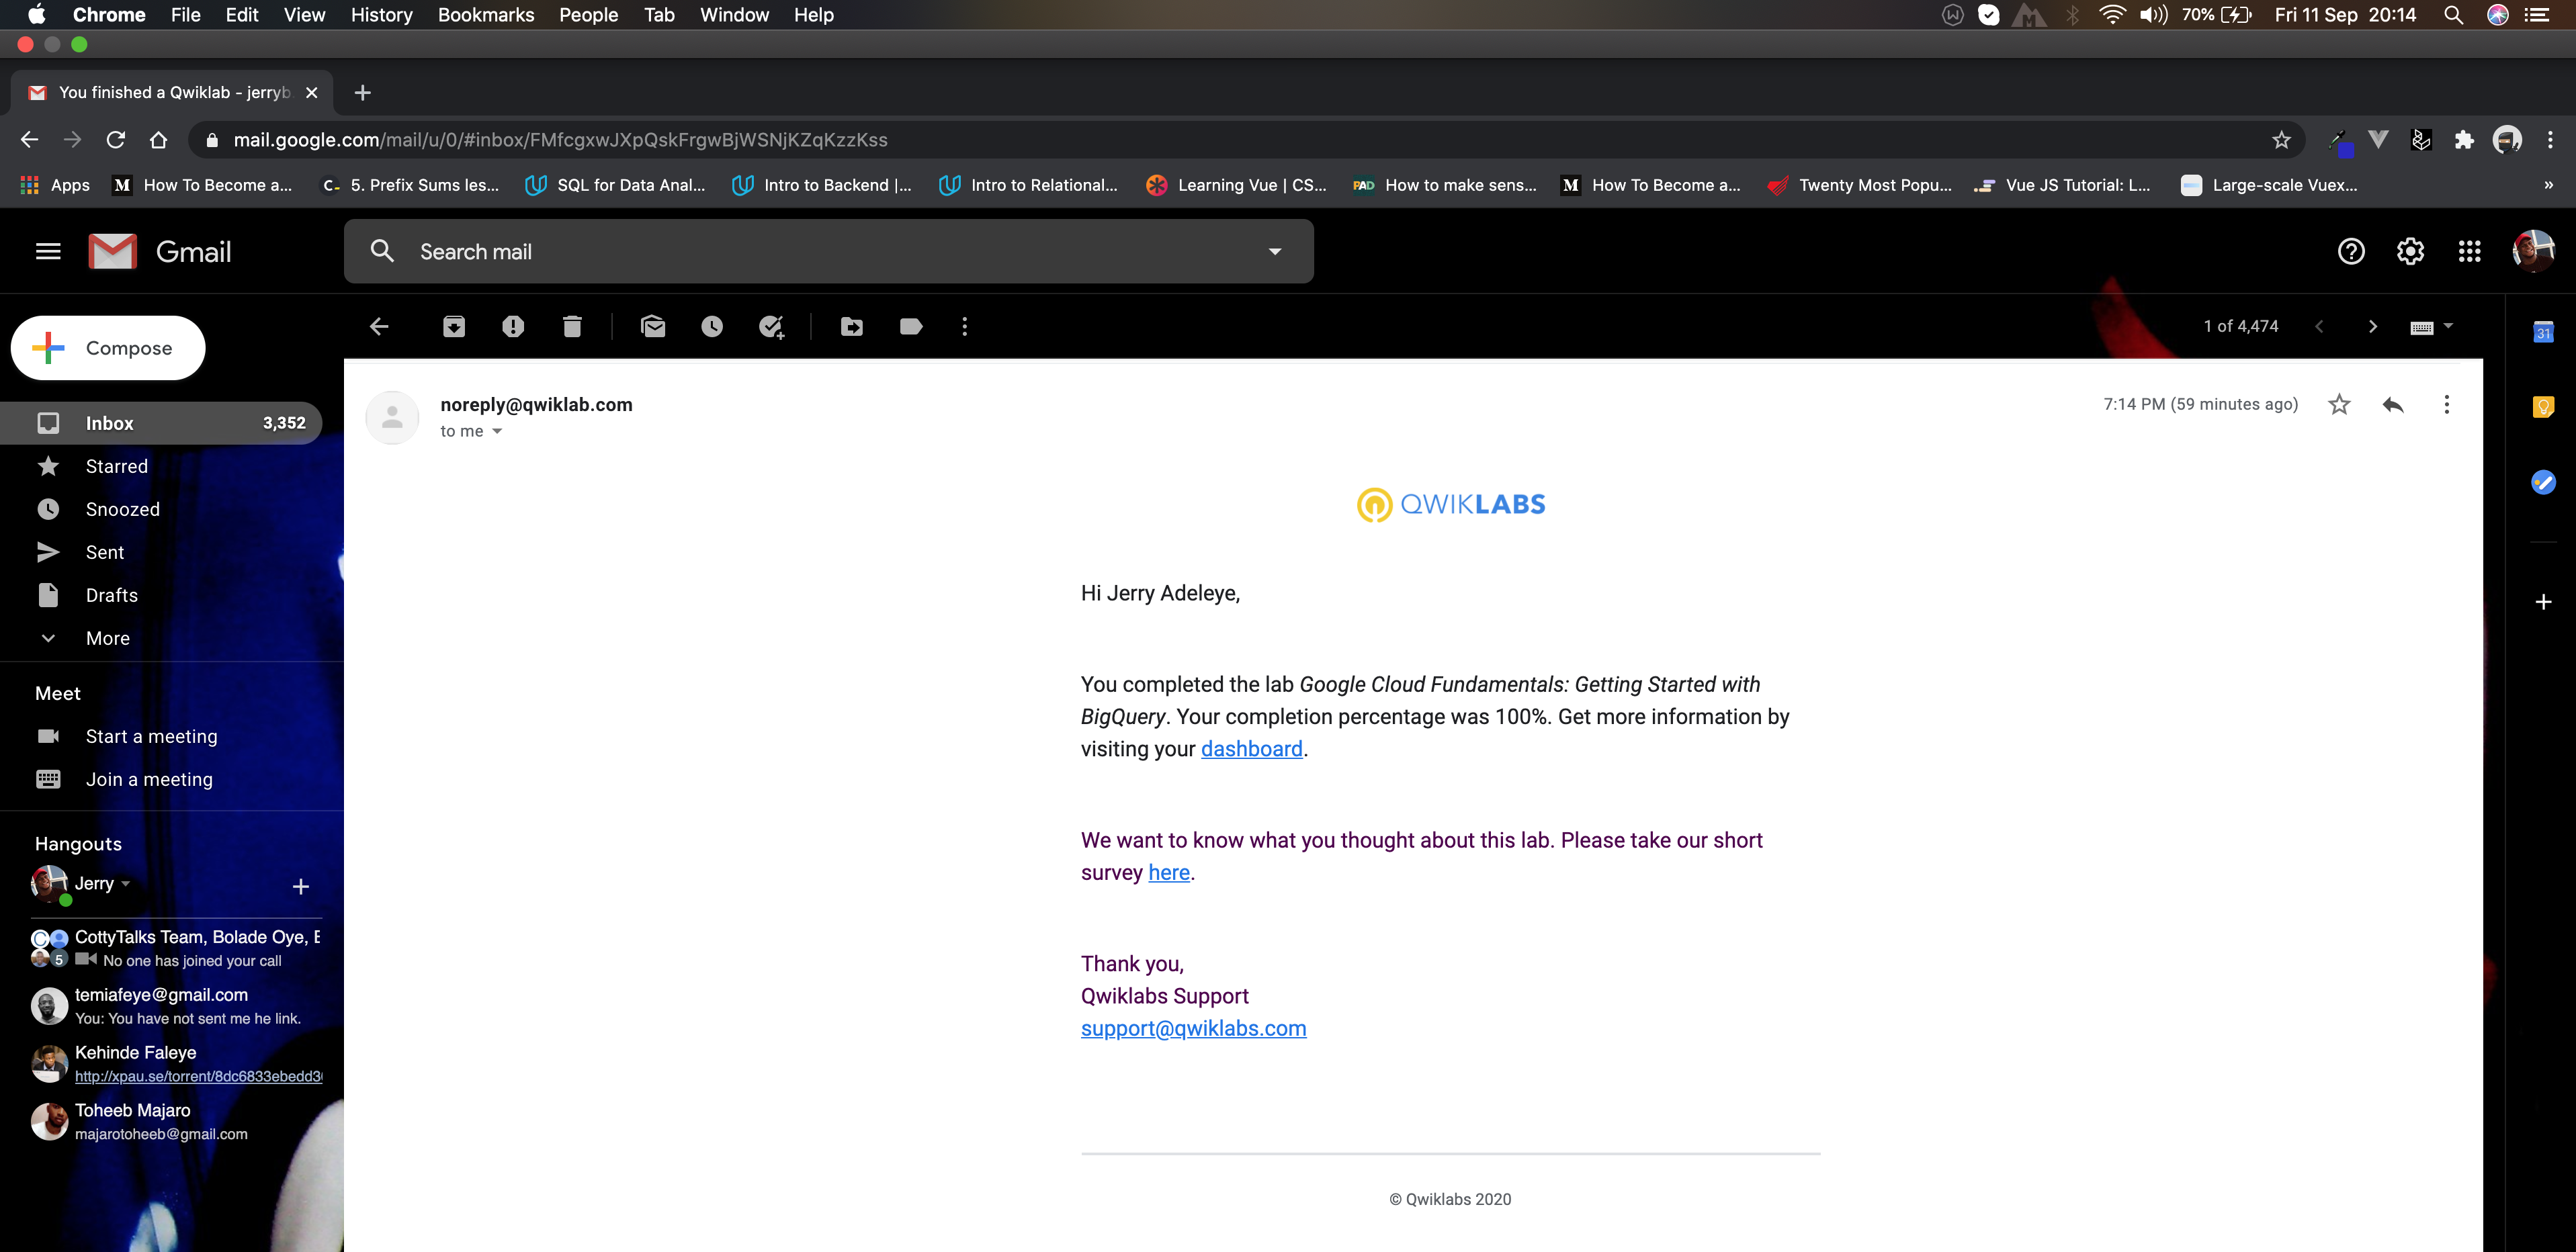 Chrome File Edit View History Bookmarks People Tab Window Help 70% Fri 11 Sep 20:14
You finished a Qwiklab - jerryb
mail.google.com/mail/u/0/#inbox/FMfcgxwJXpQskFrgwBjWSNjKZqKzzKss
Apps How To Become a... 5. Prefix Sums les... SQL for Data Anal... Intro to Backend |... Intro to Relational... Learning Vue | CS... PAD How to make sens... How To Become a... Twenty Most Popu... Vue JS Tutorial: L... Large-scale Vuex... »
Gmail
Search mail
Compose
1 of 4,474
31
Inbox 3,352
Starred
Snoozed
Sent
Drafts
More
Meet
Start a meeting
Join a meeting
Hangouts
Jerry
CottyTalks Team, Bolade Oye, E
5 No one has joined your call
temiafeye@gmail.com
You: You have not sent me he link.
Kehinde Faleye
http://xpau.se/torrent/8dc6833ebedd3
Toheeb Majaro
majarotoheeb@gmail.com
noreply@qwiklab.com
to me
7:14 PM (59 minutes ago)
QWIKLABS
Hi Jerry Adeleye,
You completed the lab Google Cloud Fundamentals: Getting Started with
BigQuery. Your completion percentage was 100%. Get more information by
visiting your dashboard.
We want to know what you thought about this lab. Please take our short
survey here.
Thank you,
Qwiklabs Support
support@qwiklabs.com
© Qwiklabs 2020